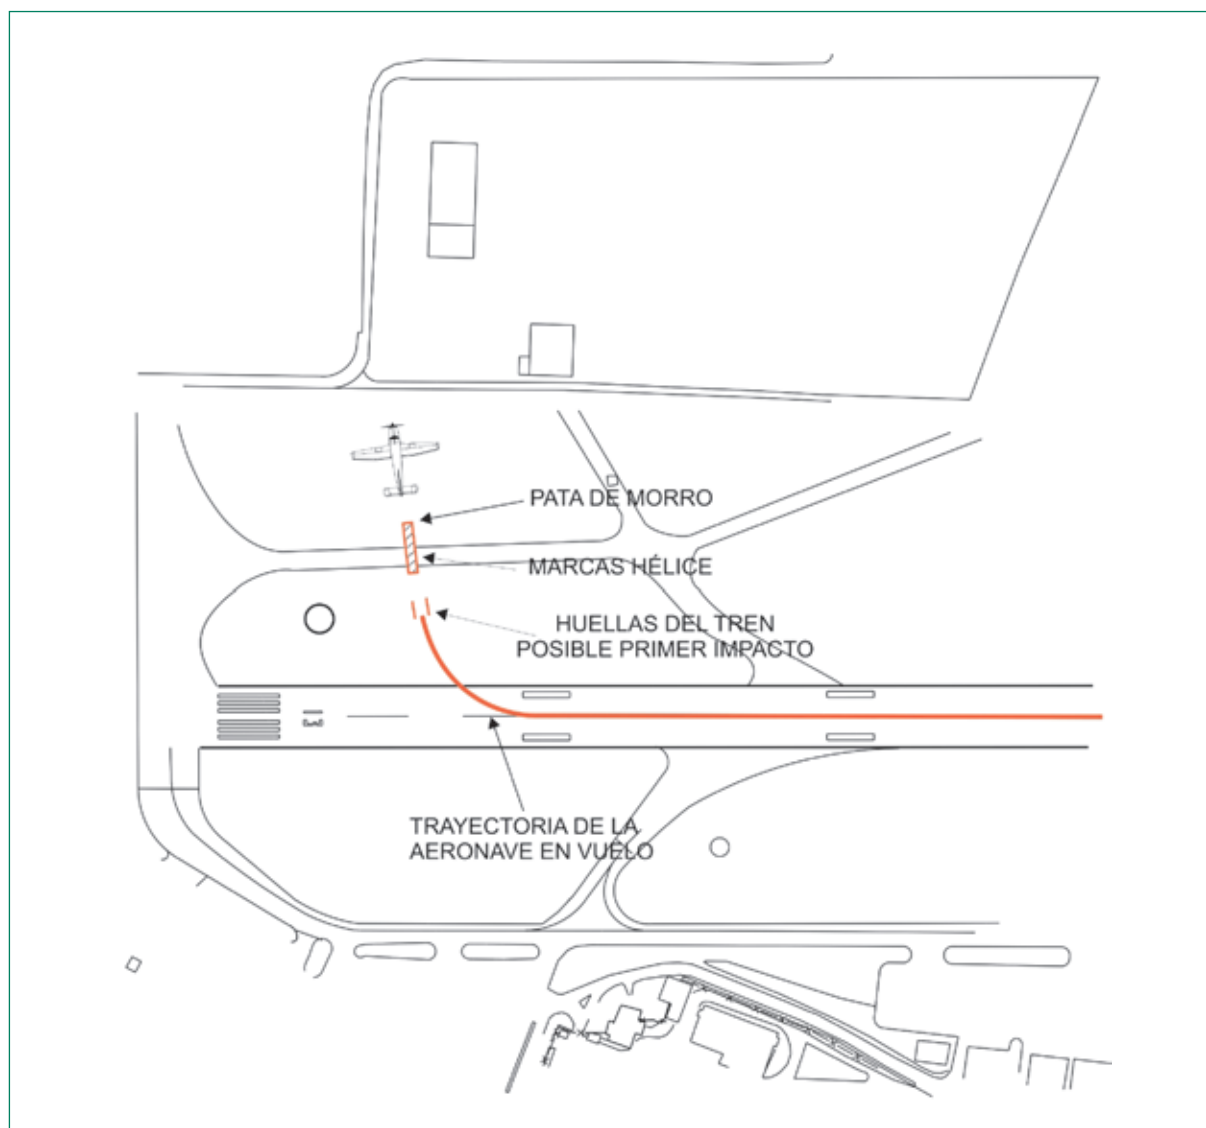 PATA DE MORRO
MARCAS HÉLICE
HUELLAS DEL TREN
POSIBLE PRIMER IMPACTO
TRAYECTORIA DE LA
AERONAVE EN VUELO